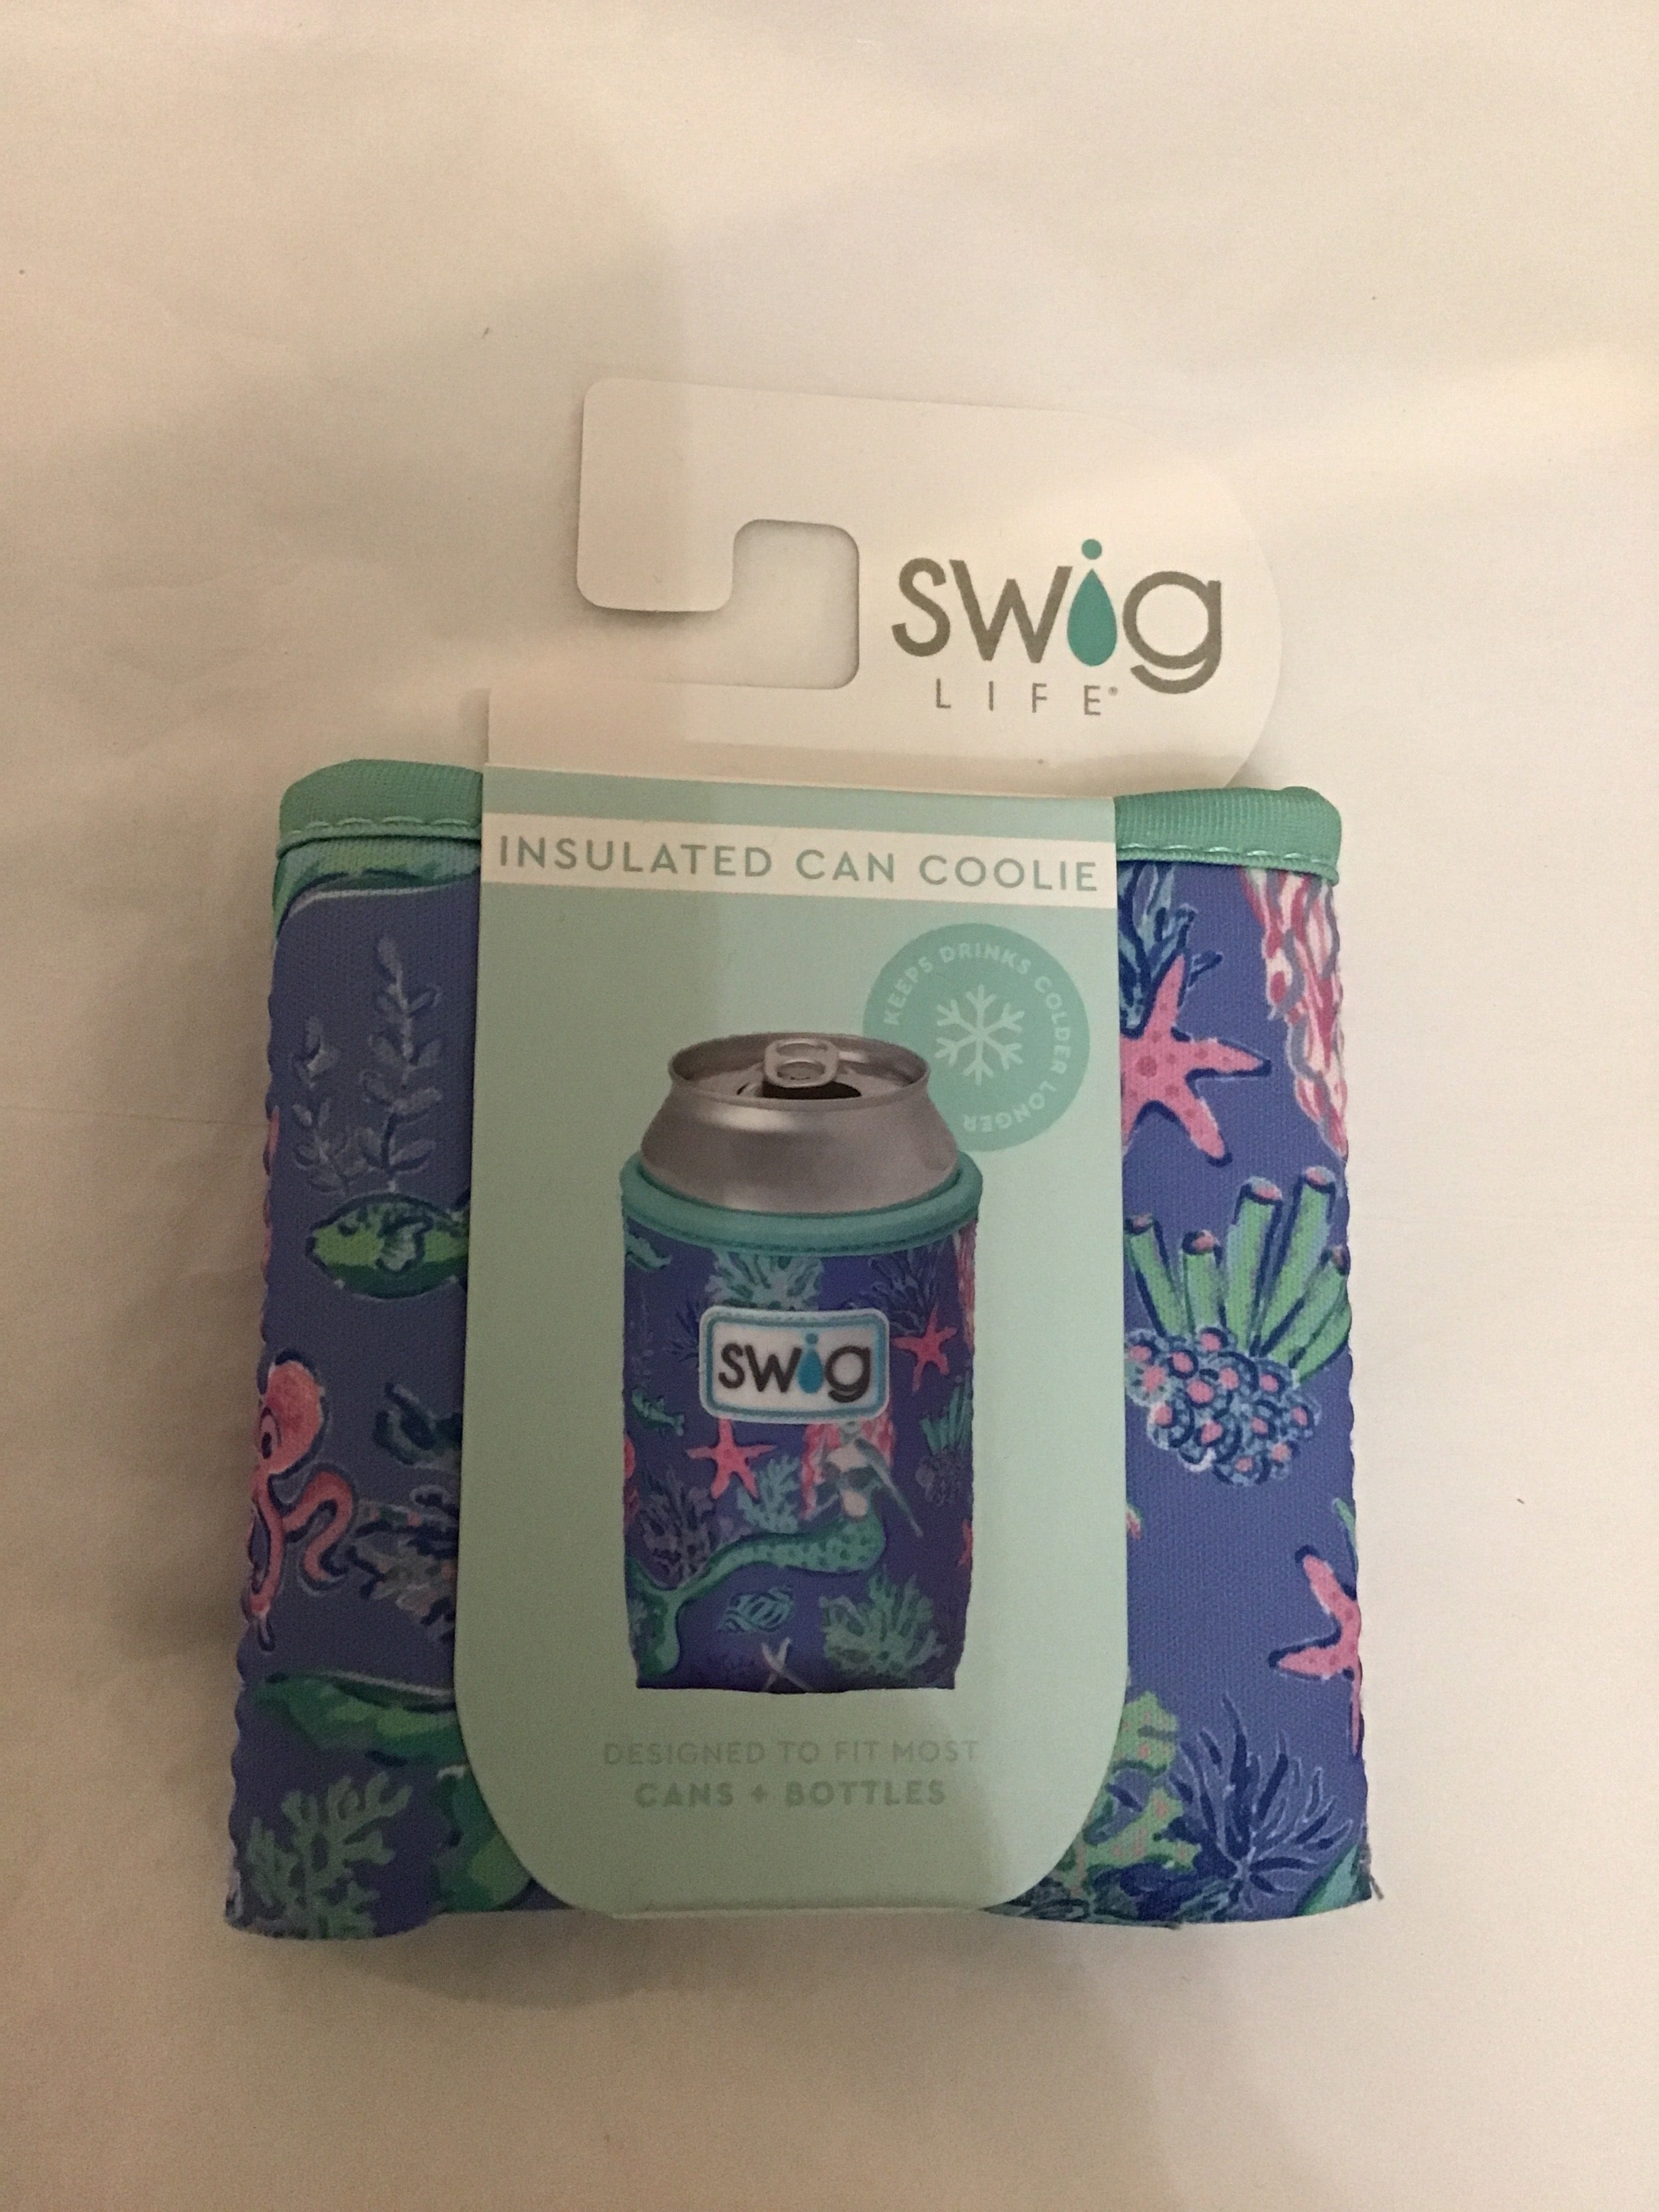 swig
LIFE®
INSULATED CAN COOLIE
KEEPS DRINKS COLDER LONGER
swig
DESIGNED TO FIT MOST
CANS + BOTTLES